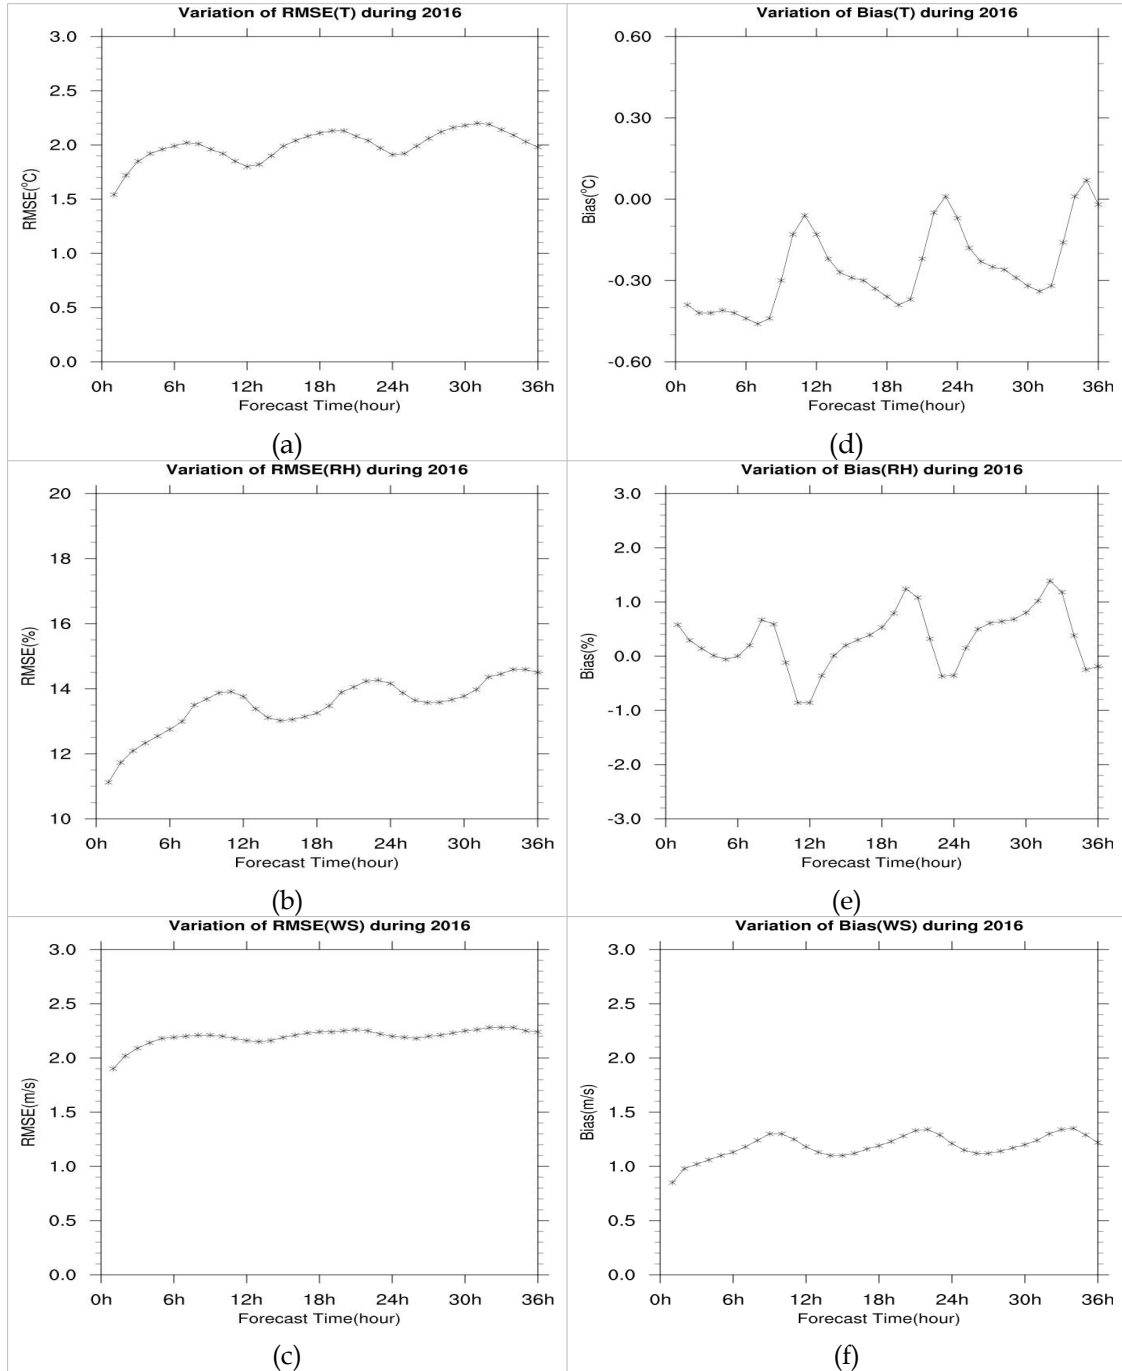 Variation of RMSE(T) during 2016
3.0
2.5
2.0
1.5
1.0
0.5
0.0
RMSE(°C)
0h 6h 12h 18h 24h 30h 36h
Forecast Time(hour)
(a)
Variation of Bias(T) during 2016
0.60
0.30
0.00
-0.30
-0.60
Bias(°C)
0h 6h 12h 18h 24h 30h 36h
Forecast Time(hour)
(d)
Variation of RMSE(RH) during 2016
20
18
16
14
12
10
RMSE(%)
0h 6h 12h 18h 24h 30h 36h
Forecast Time(hour)
(b)
Variation of Bias(RH) during 2016
3.0
2.0
1.0
0.0
-1.0
-2.0
-3.0
Bias(%)
0h 6h 12h 18h 24h 30h 36h
Forecast Time(hour)
(e)
Variation of RMSE(WS) during 2016
3.0
2.5
2.0
1.5
1.0
0.5
0.0
RMSE(m/s)
0h 6h 12h 18h 24h 30h 36h
Forecast Time(hour)
(c)
Variation of Bias(WS) during 2016
3.0
2.5
2.0
1.5
1.0
0.5
0.0
Bias(m/s)
0h 6h 12h 18h 24h 30h 36h
Forecast Time(hour)
(f)